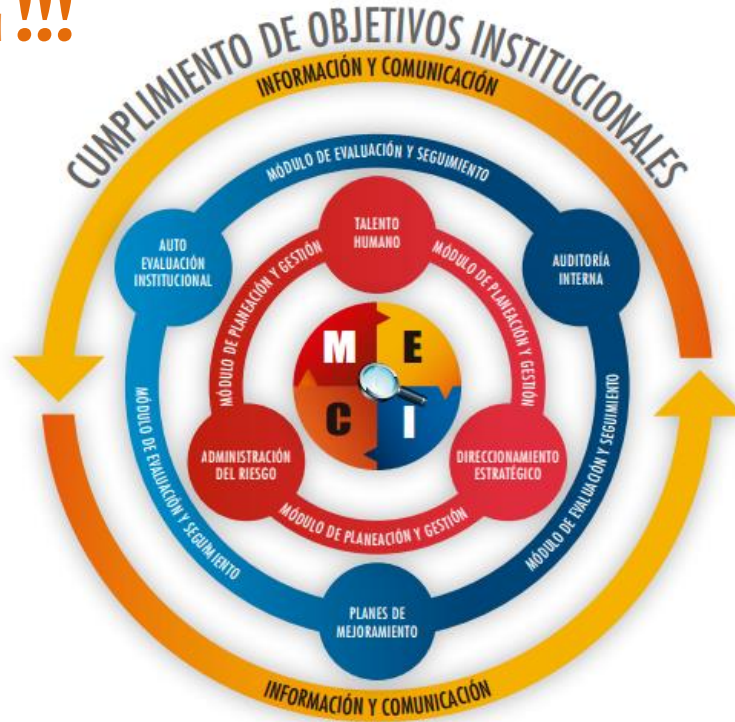 !!!
CUMPLIMIENTO DE OBJETIVOS INSTITUCIONALES
INFORMACIÓN Y COMUNICACIÓN
MÓDULO DE EVALUACIÓN Y SEGUIMIENTO
TALENTO
HUMANO
AUTO
EVALUACIÓN
INSTITUCIONAL
AUDITORÍA
INTERNA
MÓDULO DE PLANEACIÓN Y GESTIÓN
MÓDULO DE PLANEACIÓN Y GESTIÓN
M E
C I
MÓDULO DE EVALUACIÓN Y SEGUIMIENTO
MÓDULO DE EVALUACIÓN Y SEGUIMIENTO
ADMINISTRACIÓN
DEL RIESGO
DIRECCIONAMIENTO
ESTRATÉGICO
MÓDULO DE PLANEACIÓN Y GESTIÓN
PLANES DE
MEJORAMIENTO
INFORMACIÓN Y COMUNICACIÓN